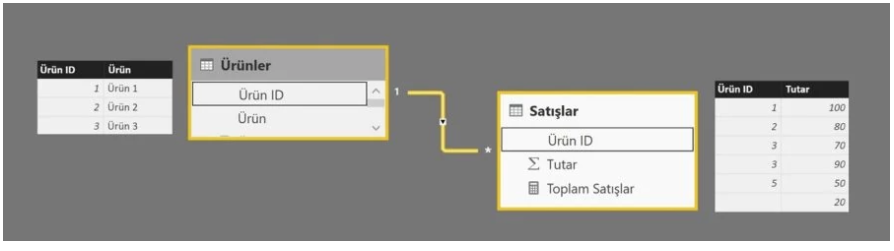 Ürün ID Ürün
1 Ürün 1
2 Ürün 2
3 Ürün 3
Ürünler
Ürün ID
Ürün
1
*
Satışlar
Ürün ID
Σ Tutar
Toplam Satışlar
Ürün ID Tutar
1 100
2 80
3 70
3 90
5 50
20